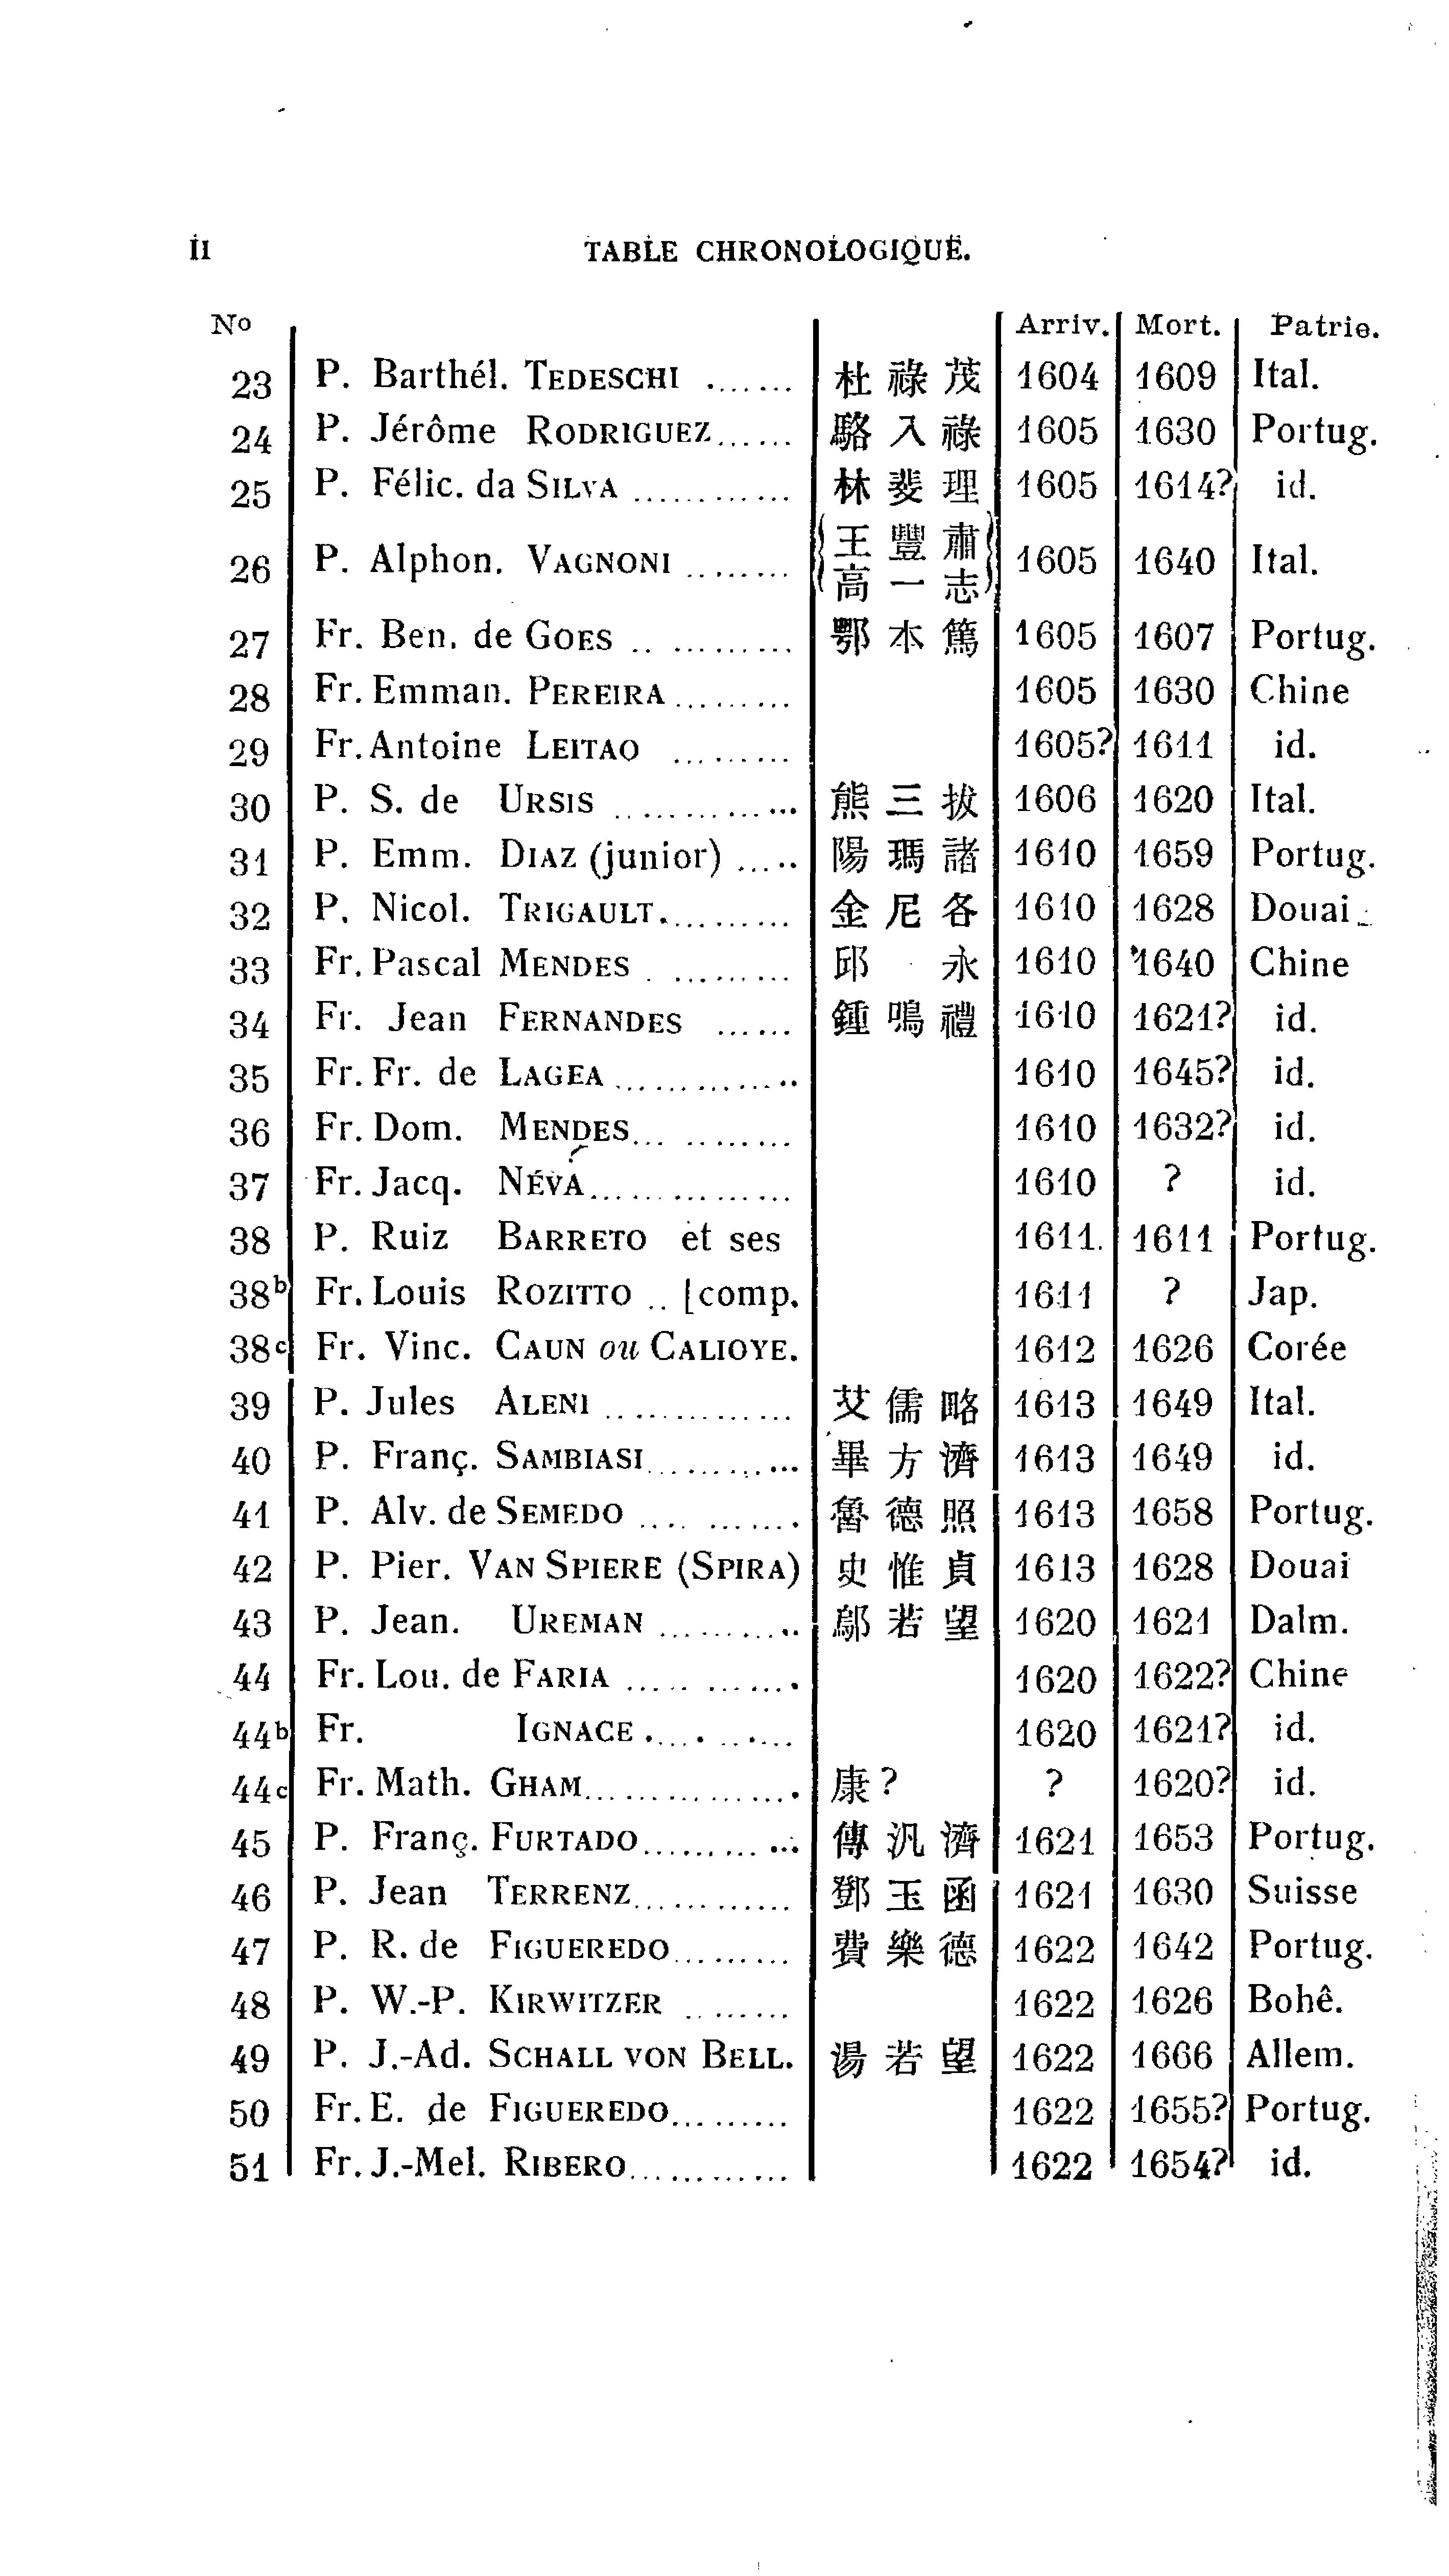 II TABLE CHRONOLOGIQUE.
No Arriv. Mort. Patrie.
23 P. Barthél. TEDESCHI ....... 杜祿茂 1604 1609 Ital.
24 P. Jérôme RODRIGUEZ...... 駱入祿 1605 1630 Portug.
25 P. Félic. da SILVA ............ 林斐理 1605 1614? id.
26 P. Alphon. VAGNONI ........ 王豐肅 高一志 1605 1640 Ital.
27 Fr. Ben. de GOES .. ......... 鄂本篤 1605 1607 Portug.
28 Fr. Emman. PEREIRA ......... 1605 1630 Chine
29 Fr. Antoine LEITAO ......... 1605? 1611 id.
30 P. S. de URSIS .............. 熊三拔 1606 1620 Ital.
31 P. Emm. DIAZ (junior) ..... 陽瑪諾 1610 1659 Portug.
32 P. Nicol. TRIGAULT.......... 金尼各 1610 1628 Douai
33 Fr. Pascal MENDES . ......... 邱永 1610 1640 Chine
34 Fr. Jean FERNANDES ...... 鍾鳴禮 1610 1621? id.
35 Fr. Fr. de LAGEA .............. 1610 1645? id.
36 Fr. Dom. MENDES... ........ 1610 1632? id.
37 Fr. Jacq. NÉVA............... 1610 ? id.
38 P. Ruiz BARRETO et ses 1611. 1611 Portug.
38b Fr. Louis ROZITTO .. [comp. 1611 ? Jap.
38c Fr. Vinc. CAUN ou CALIOYE. 1612 1626 Corée
39 P. Jules ALENI .............. 艾儒略 1613 1649 Ital.
40 P. Franç. SAMBIASI........... 畢方濟 1613 1649 id.
41 P. Alv. de SEMEDO .... ....... 魯德照 1613 1658 Portug.
42 P. Pier. VAN SPIERE (SPIRA) 史惟貞 1613 1628 Douai
43 P. Jean. UREMAN .......... 鄔若望 1620 1621 Dalm.
44 Fr. Lou. de FARIA ..... ....... 1620 1622? Chine
44b Fr. IGNACE .... . ...... 1620 1621? id.
44c Fr. Math. GHAM................ 康? ? 1620? id.
45 P. Franç. FURTADO......... ... 傅汎濟 1621 1653 Portug.
46 P. Jean TERRENZ............ 鄧玉函 1621 1630 Suisse
47 P. R. de FIGUEREDO......... 費樂德 1622 1642 Portug.
48 P. W.-P. KIRWITZER ........ 1622 1626 Bohê.
49 P. J.-Ad. SCHALL VON BELL. 湯若望 1622 1666 Allem.
50 Fr. E. de FIGUEREDO......... 1622 1655? Portug.
51 Fr. J.-Mel. RIBERO............ 1622 1654? id.